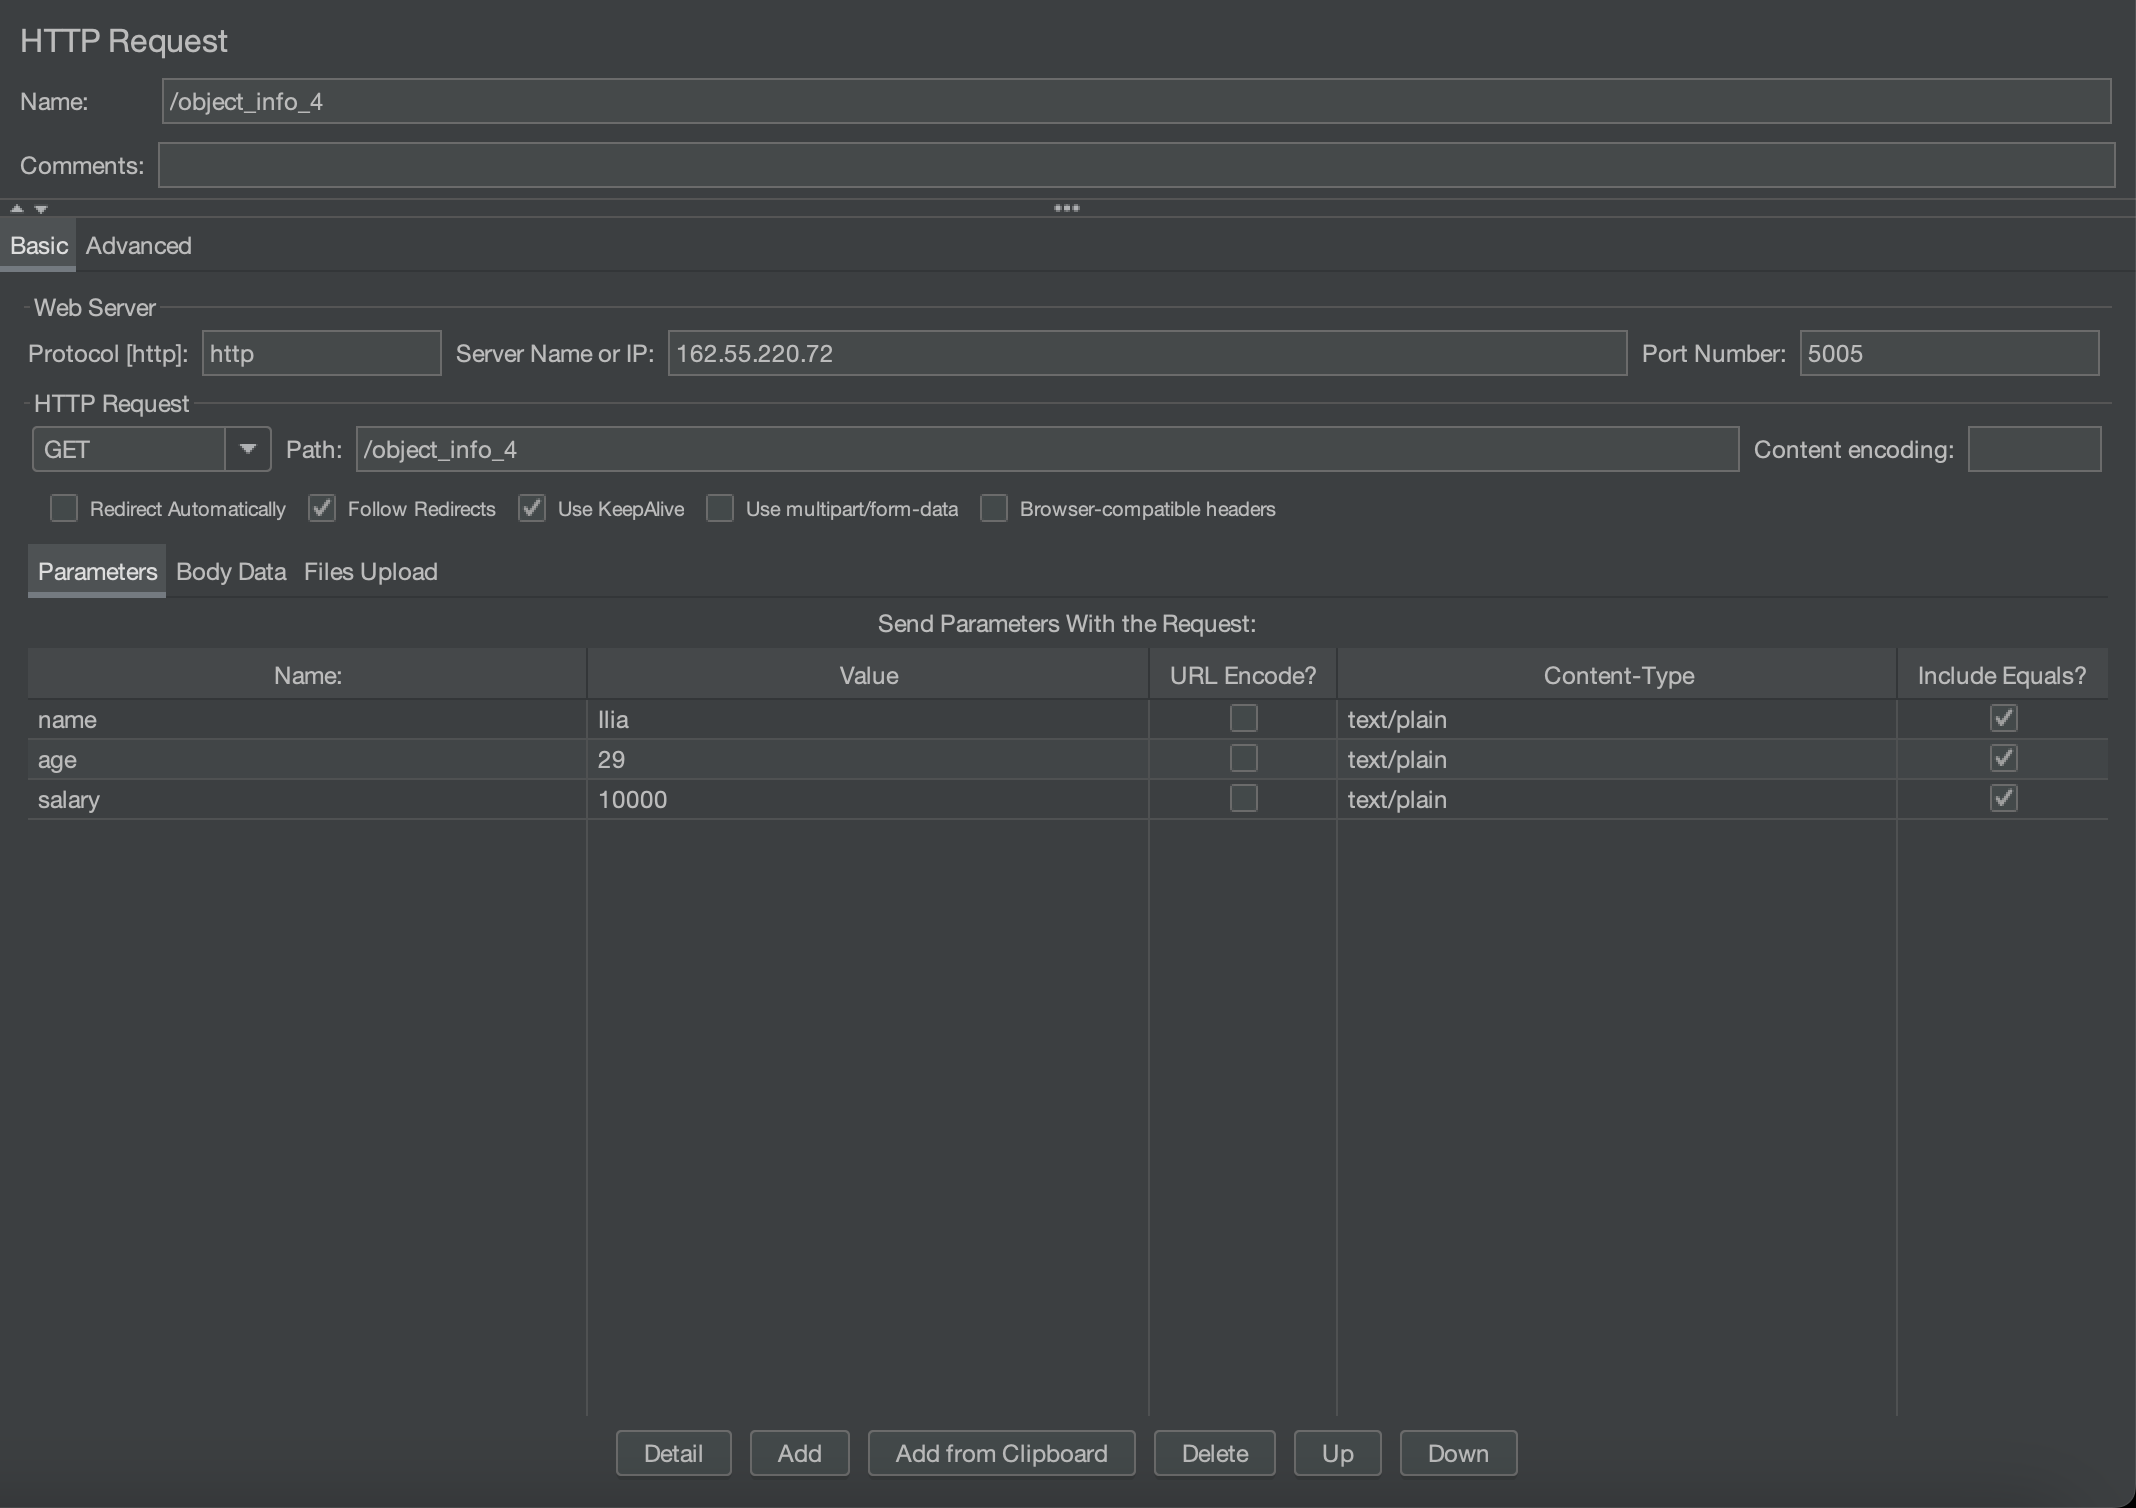 HTTP Request
Name: /object_info_4
Comments:
Basic Advanced
Web Server
Protocol [http]: http Server Name or IP: 162.55.220.72 Port Number: 5005
HTTP Request
GET Path: /object_info_4 Content encoding:
Redirect Automatically Follow Redirects Use KeepAlive Use multipart/form-data Browser-compatible headers
Parameters Body Data Files Upload
Send Parameters With the Request:
Name: Value URL Encode? Content-Type Include Equals?
name Ilia text/plain
age 29 text/plain
salary 10000 text/plain
Detail Add Add from Clipboard Delete Up Down